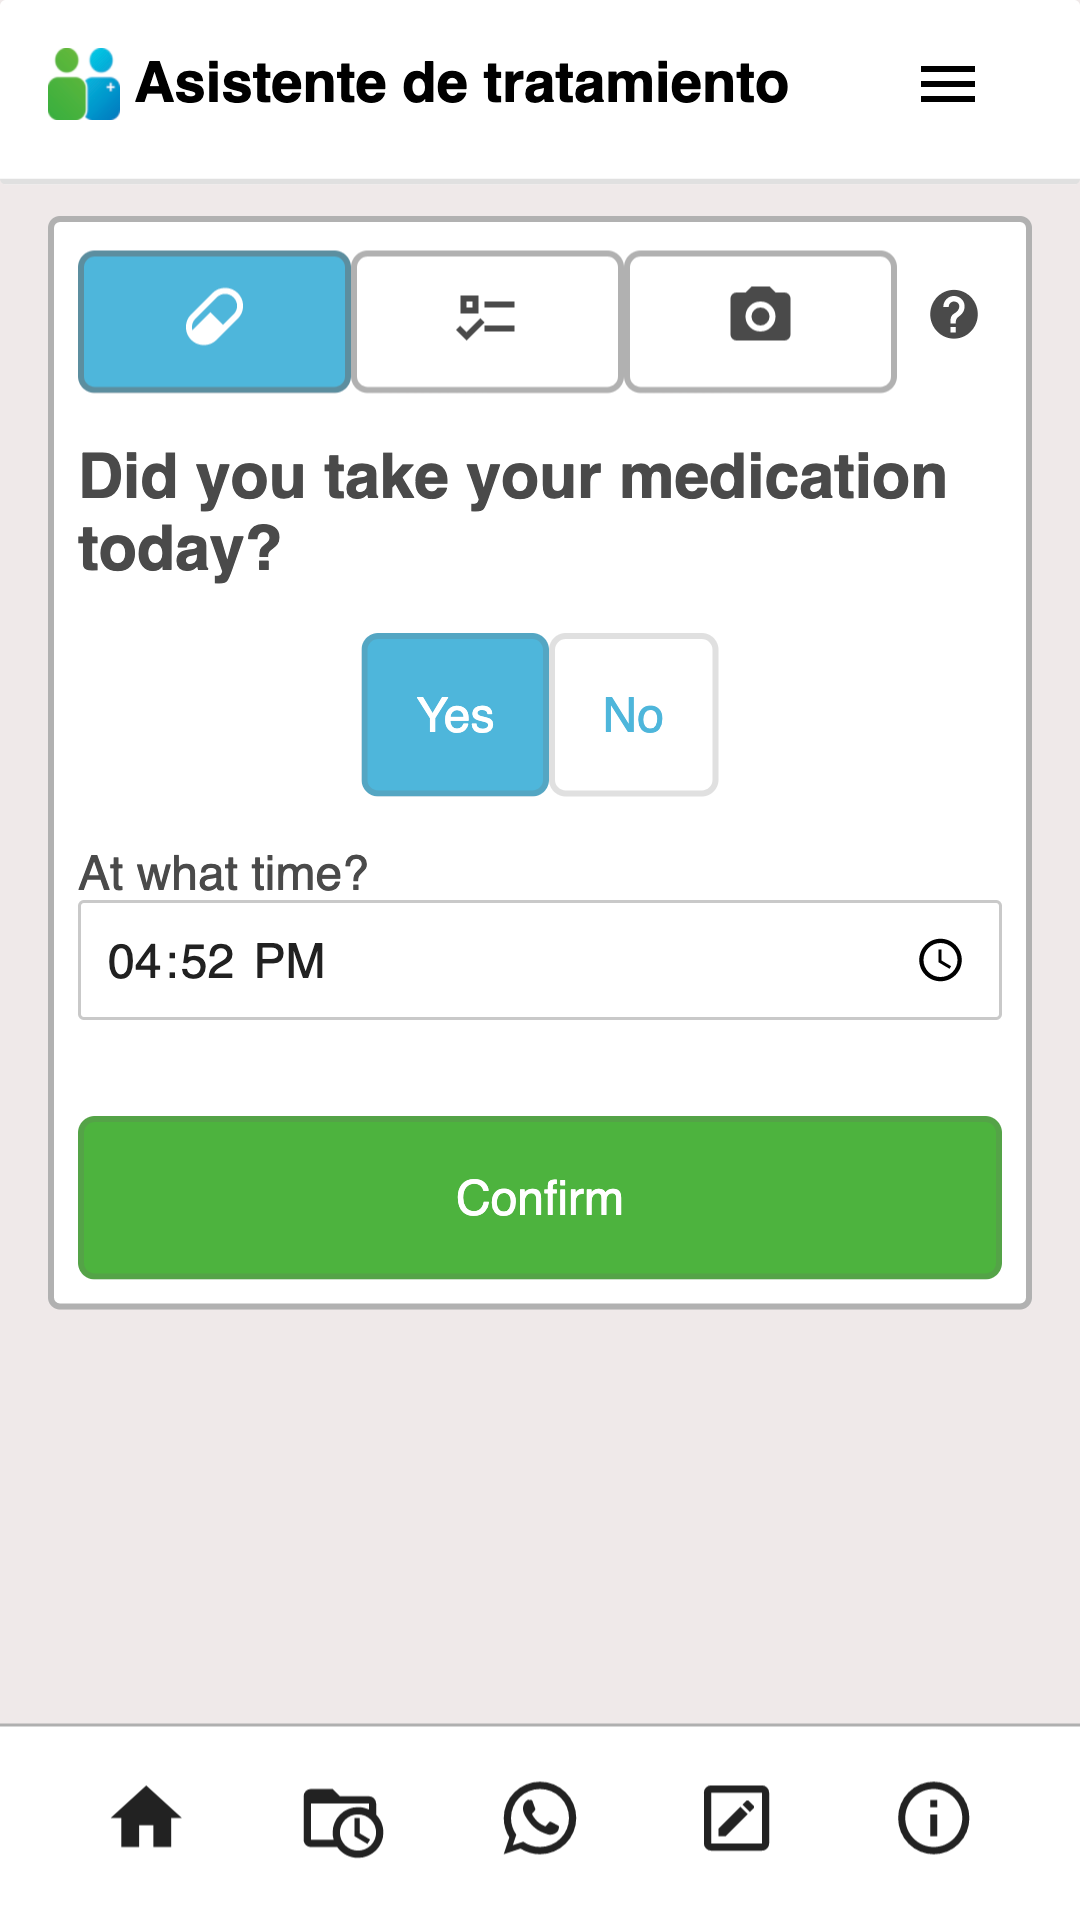 Asistente de tratamiento
Did you take your medication
today?
Yes No
At what time?
04:52 PM
Confirm